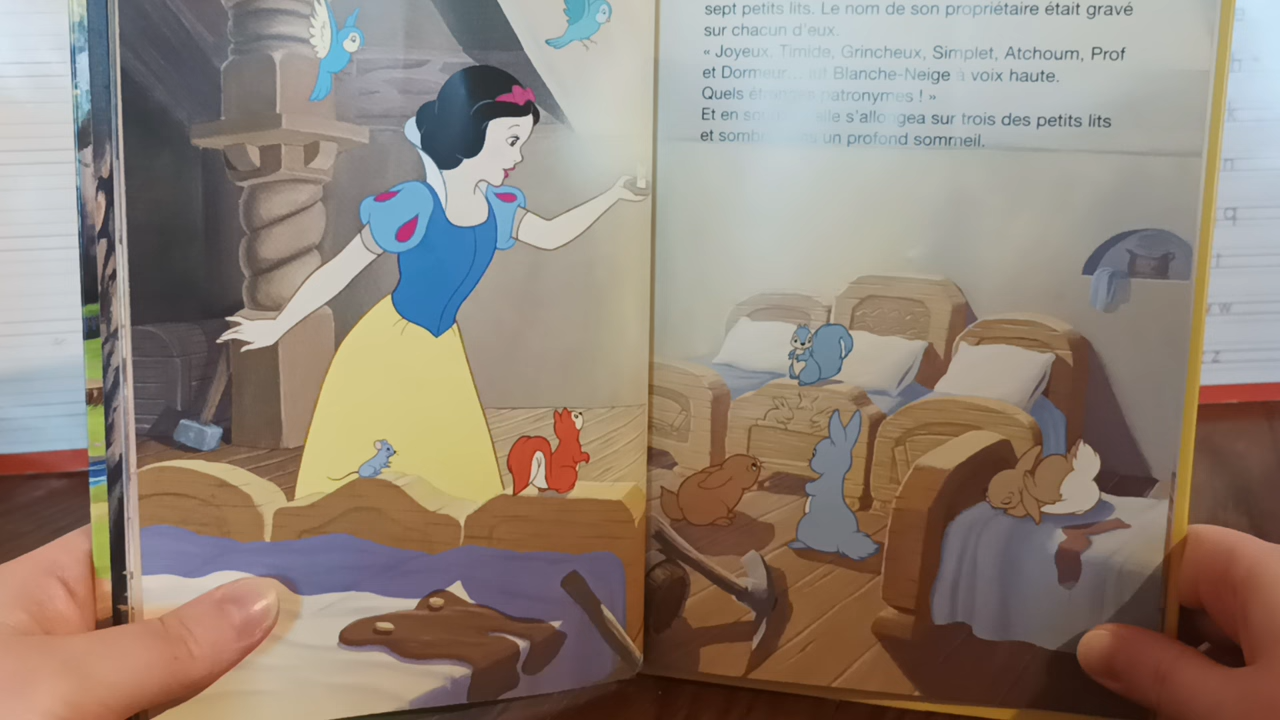 sept petits lits. Le nom de son propriétaire était gravé
sur chacun d'eux.
« Joyeux, Timide, Grincheux, Simplet, Atchoum, Prof
et Dormeur... Blanche-Neige à voix haute.
Quels patronymes ! »
Et en elle s'allongea sur trois des petits lits
et un profond sommeil.
q
z